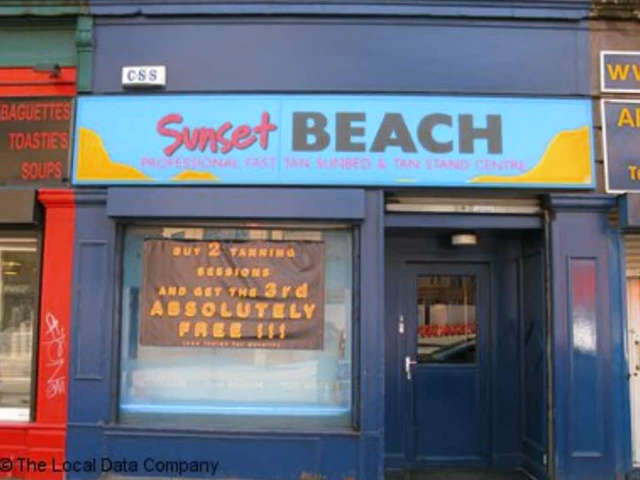 CSS
BAGUETTES
TOASTIE'S
SOUPS
Sunset BEACH
PROFESSIONAL FAST TAN SUNBED & TAN STAND CENTRE
BUY 2 TANNING
SESSIONS
AND GET THE 3rd
ABSOLUTELY
FREE !!!
© The Local Data Company